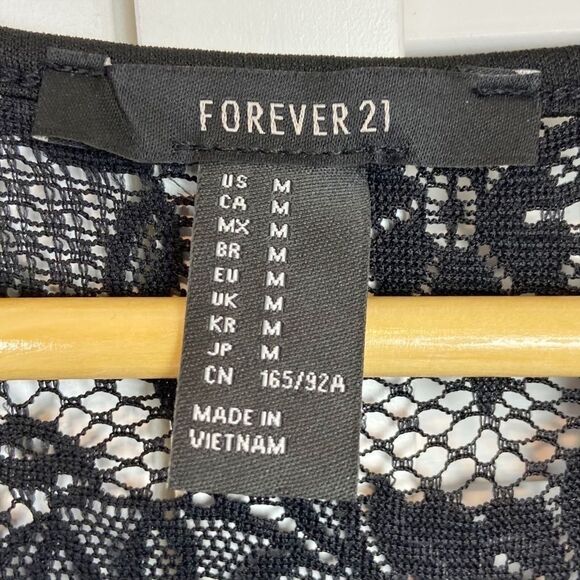 FOREVER 21
US M
CA M
MX M
BR M
EU M
UK M
KR M
JP M
CN 165/92A
MADE IN
VIETNAM